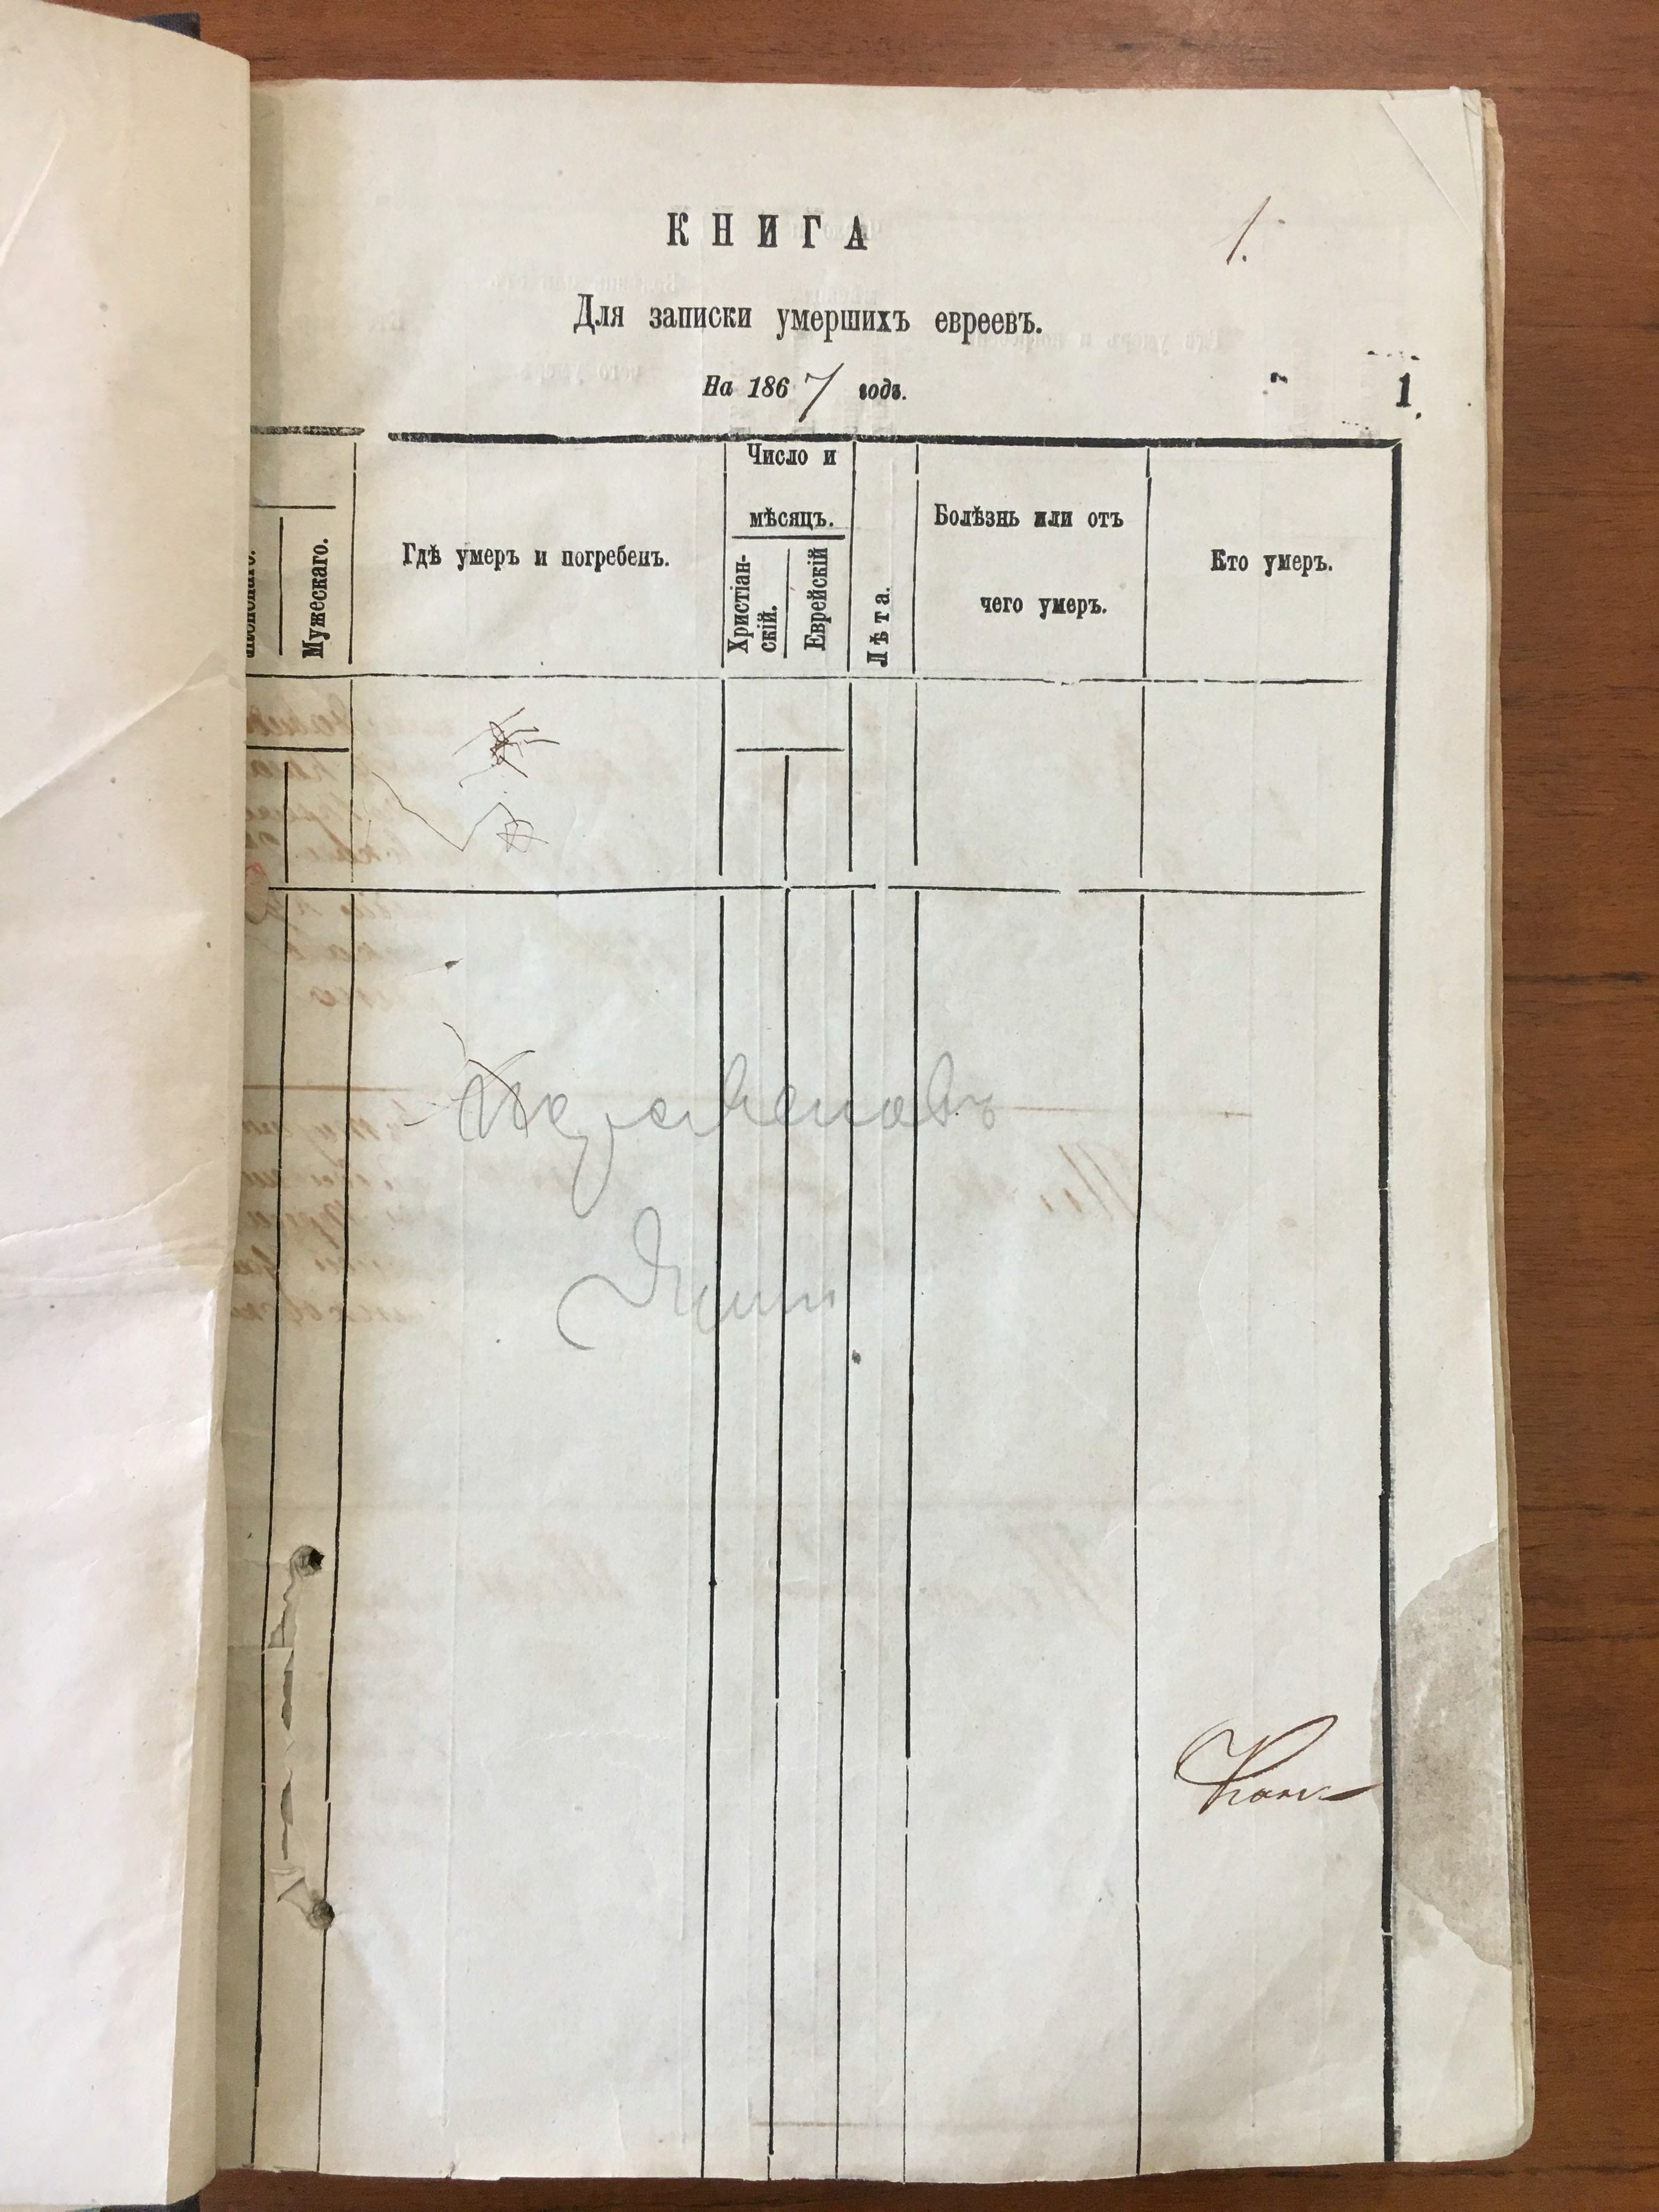 КНИГА
1.
Для записки умершихъ евреевъ.
На 1867 годъ.
1
Мужескаго.
Гдѣ умеръ и погребенъ.
Число и
мѣсяцъ.
Христіан-
скій.
Еврейскій
Лѣта.
Болѣзнь или отъ
чего умеръ.
Кто умеръ.